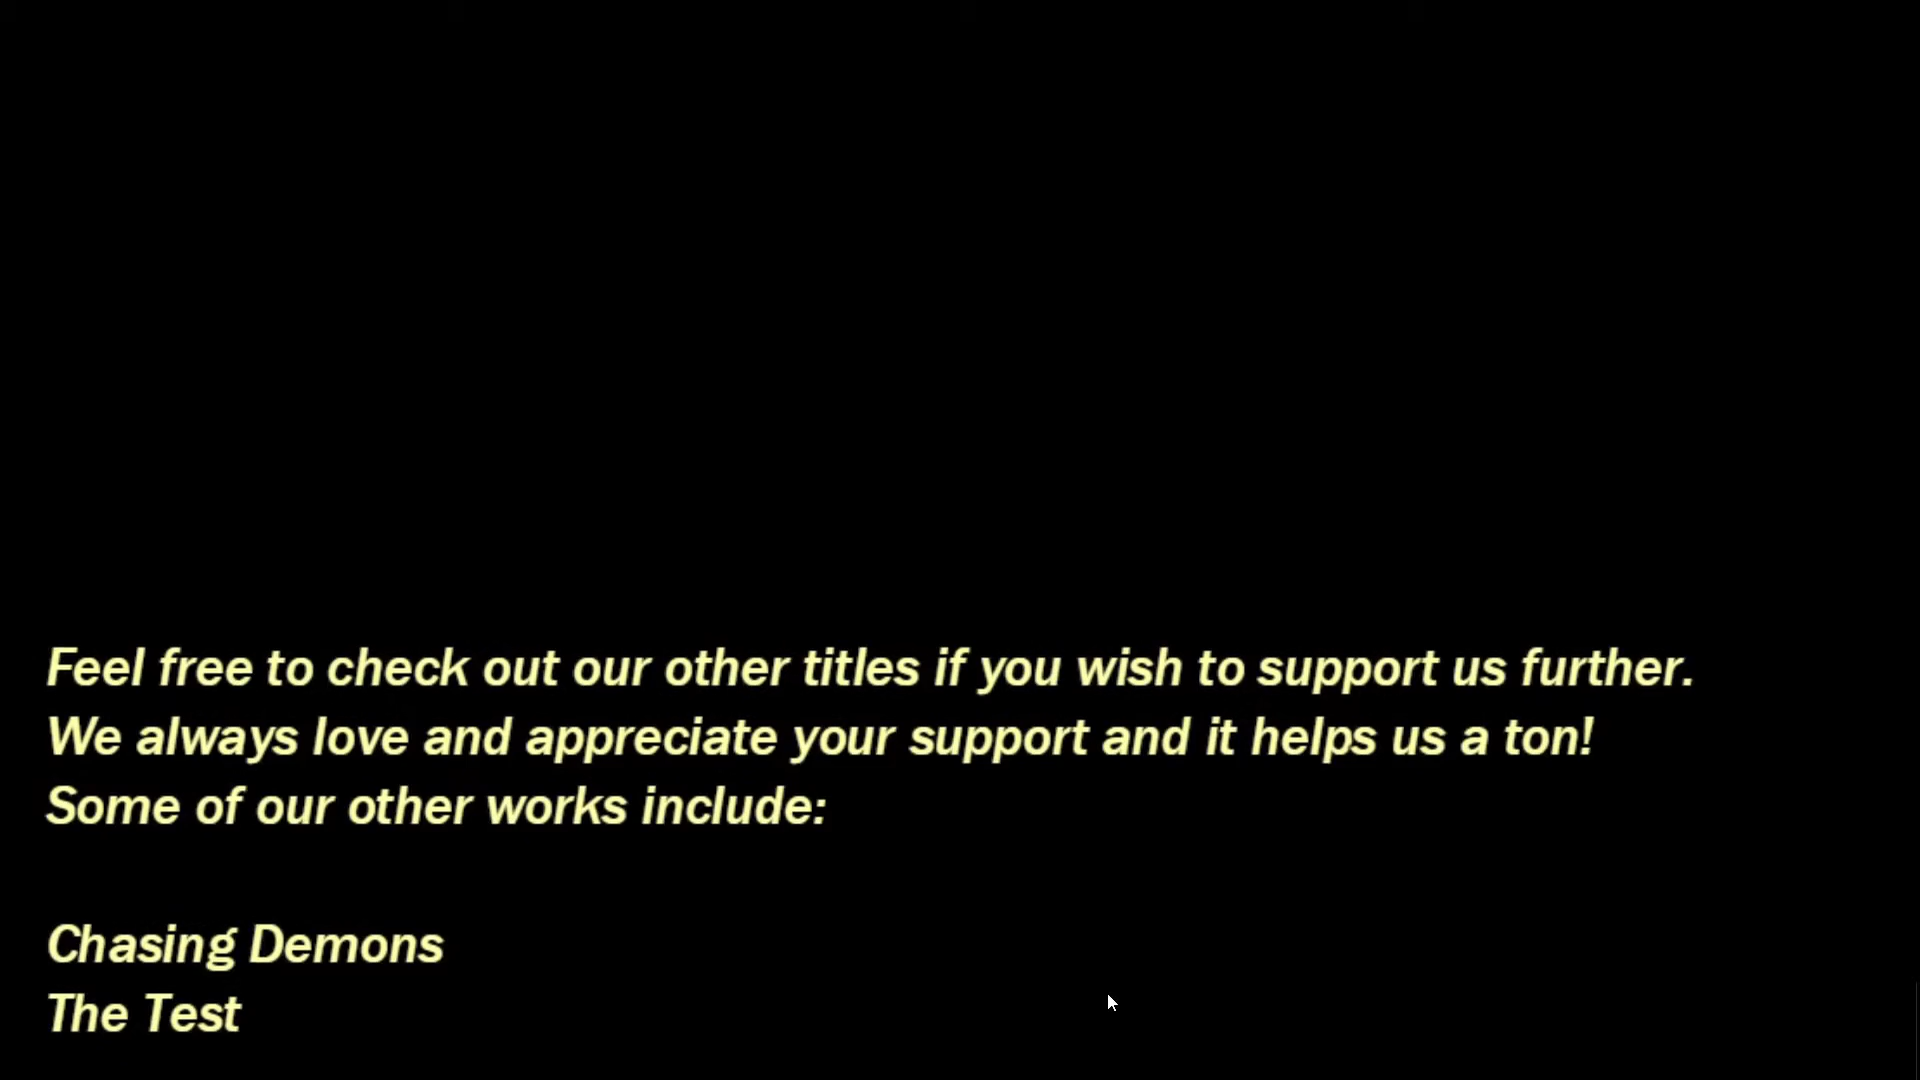 Feel free to check out our other titles if you wish to support us further.
We always love and appreciate your support and it helps us a ton!
Some of our other works include:
Chasing Demons
The Test